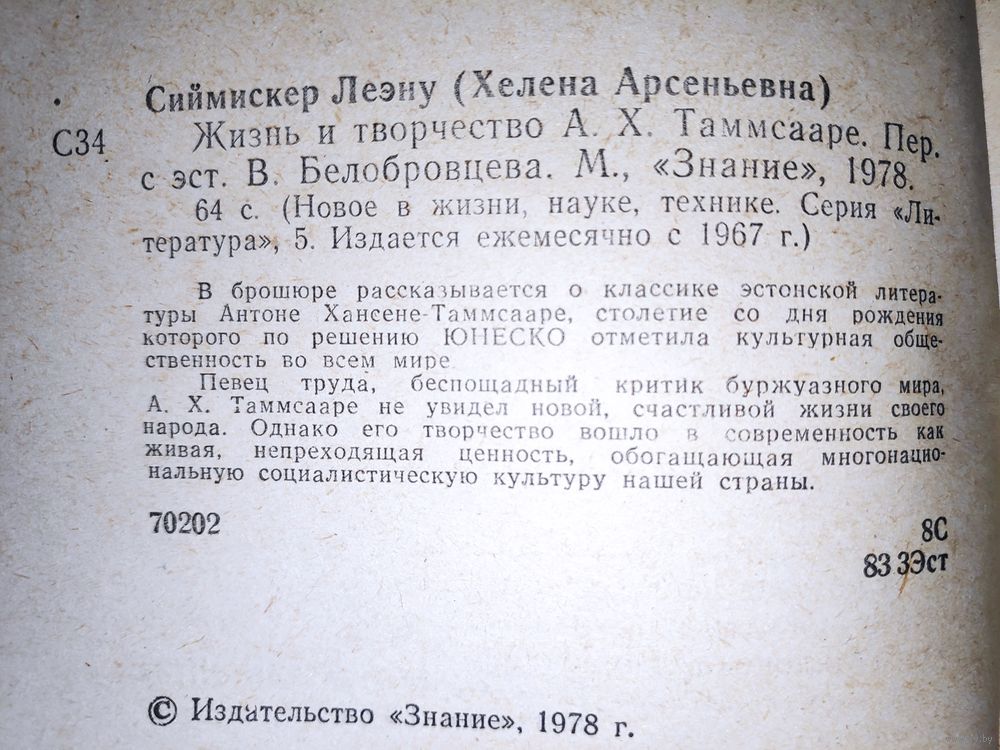 Сиймискер Леэну (Хелена Арсеньевна)
С34 Жизнь и творчество А. Х. Таммсааре. Пер.
с эст. В. Белобровцева. М., «Знание», 1978.
64 с. (Новое в жизни, науке, технике. Серия «Ли-
тература», 5. Издается ежемесячно с 1967 г.)
В брошюре рассказывается о классике эстонской литера-
туры Антоне Хансене-Таммсааре, столетие со дня рождения
которого по решению ЮНЕСКО отметила культурная обще-
ственность во всем мире
Певец труда, беспощадный критик буржуазного мира,
А. Х. Таммсааре не увидел новой, счастливой жизни своего
народа. Однако его творчество вошло в современность как
живая, непреходящая ценность, обогащающая многонацио-
нальную социалистическую культуру нашей страны.
70202
8С
83 3Эст
© Издательство «Знание», 1978 г.